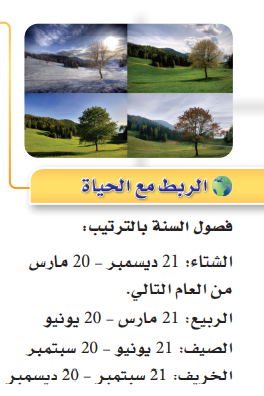 الربط مع الحياة
فصول السنة بالترتيب:
الشتاء: 21 ديسمبر – 20 مارس
من العام التالي.
الربيع: 21 مارس – 20 يونيو
الصيف: 21 يونيو – 20 سبتمبر
الخريف: 21 سبتمبر – 20 ديسمبر